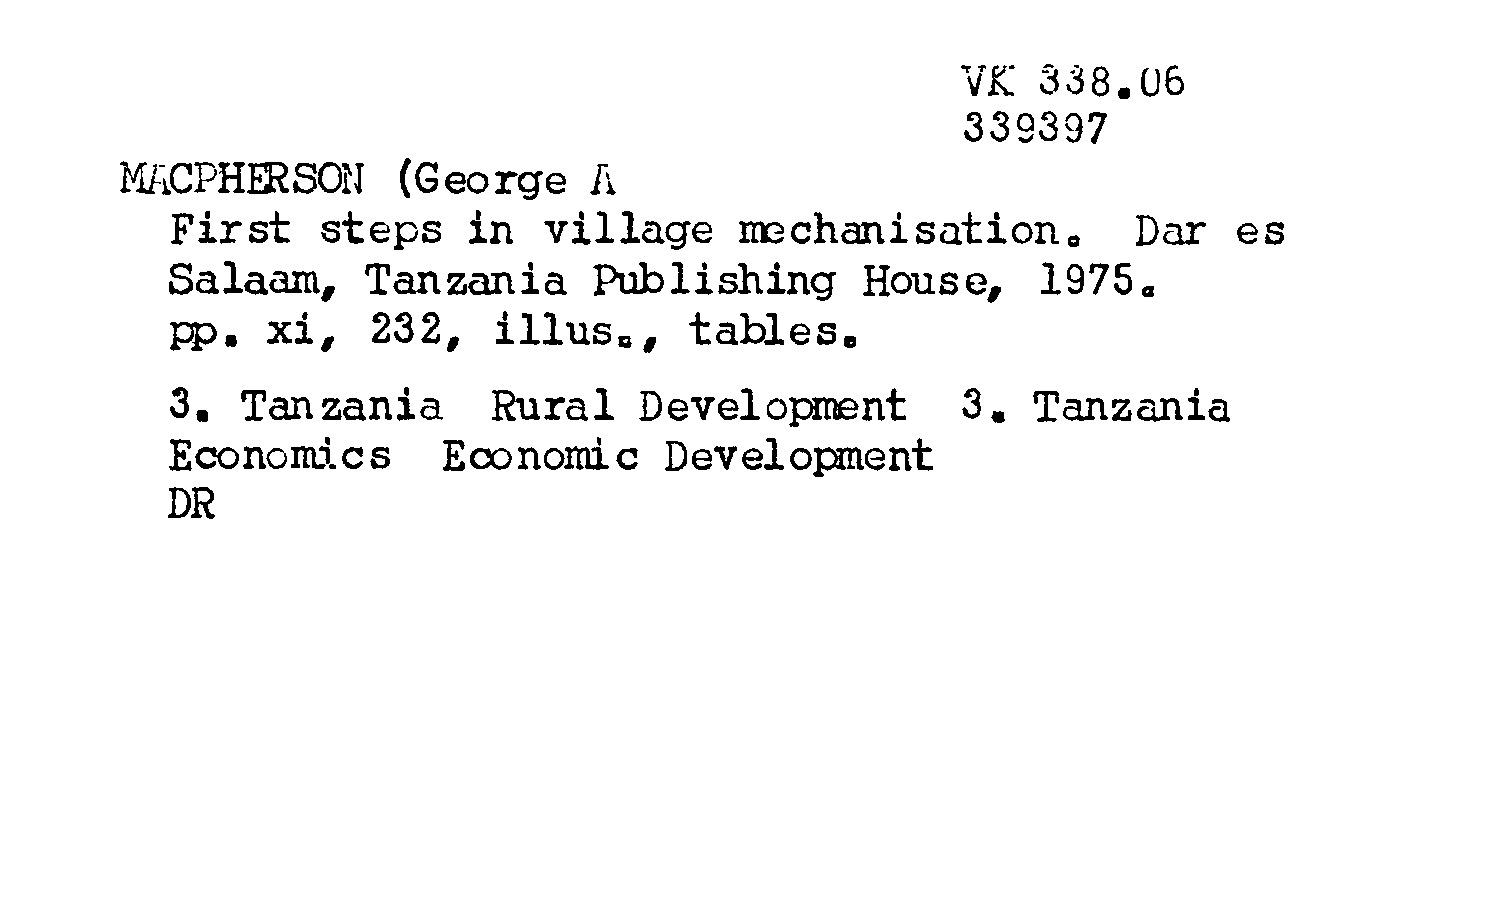 VK 338.06
339397
MACPHERSON (George A
First steps in village mechanisation. Dar es
Salaam, Tanzania Publishing House, 1975.
pp. xi, 232, illus., tables.
3. Tanzania Rural Development 3. Tanzania
Economics Economic Development
DR